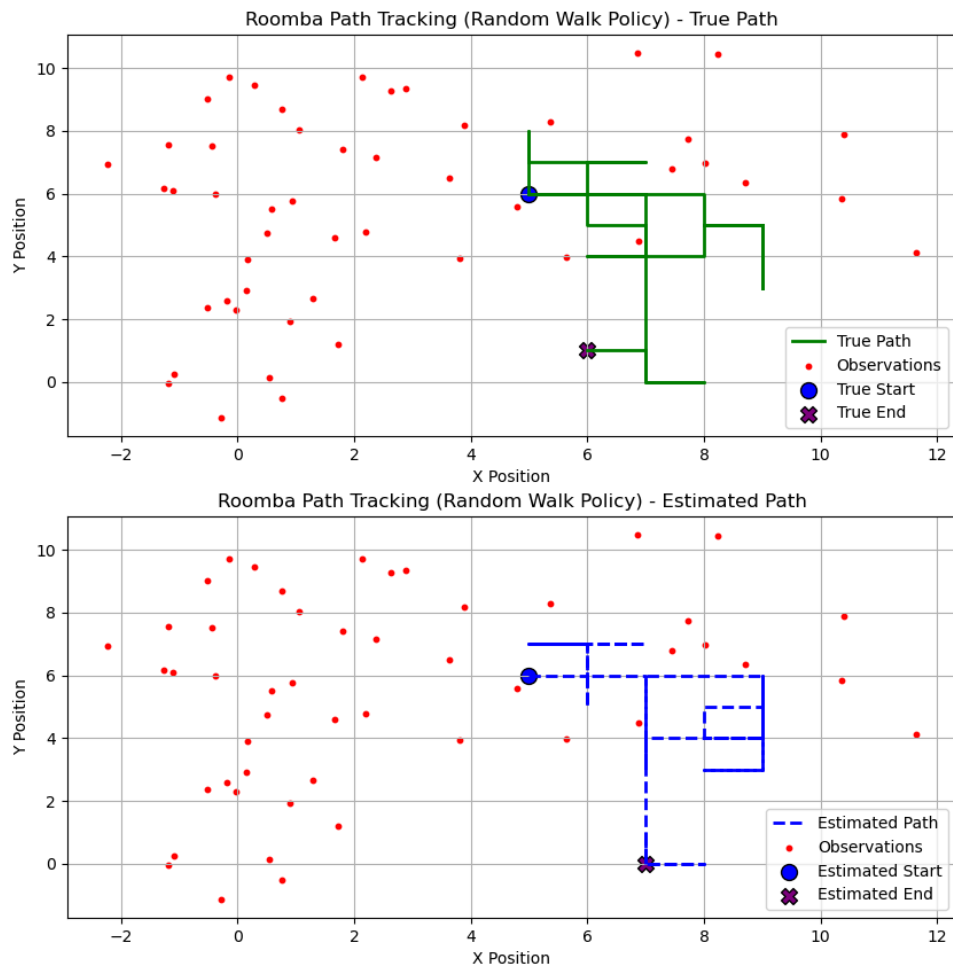 Roomba Path Tracking (Random Walk Policy) - True Path
10
8
6
4
2
0
Y Position
True Path
Observations
True Start
True End
−2 0 2 4 6 8 10 12
X Position
Roomba Path Tracking (Random Walk Policy) - Estimated Path
10
8
6
4
2
0
Y Position
Estimated Path
Observations
Estimated Start
Estimated End
−2 0 2 4 6 8 10 12
X Position